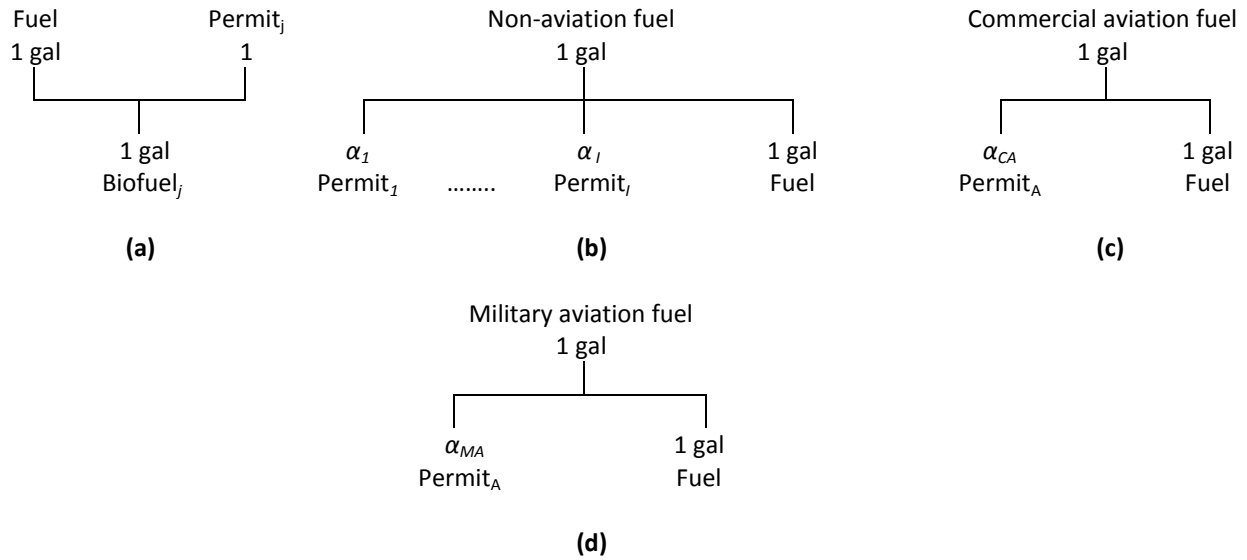 Fuel Permitj
1 gal 1
1 gal
Biofuelj
(a)
Non-aviation fuel
1 gal
α1 αI 1 gal
Permit1 ........ PermitI Fuel
(b)
Commercial aviation fuel
1 gal
αCA 1 gal
PermitA Fuel
(c)
Military aviation fuel
1 gal
αMA 1 gal
PermitA Fuel
(d)